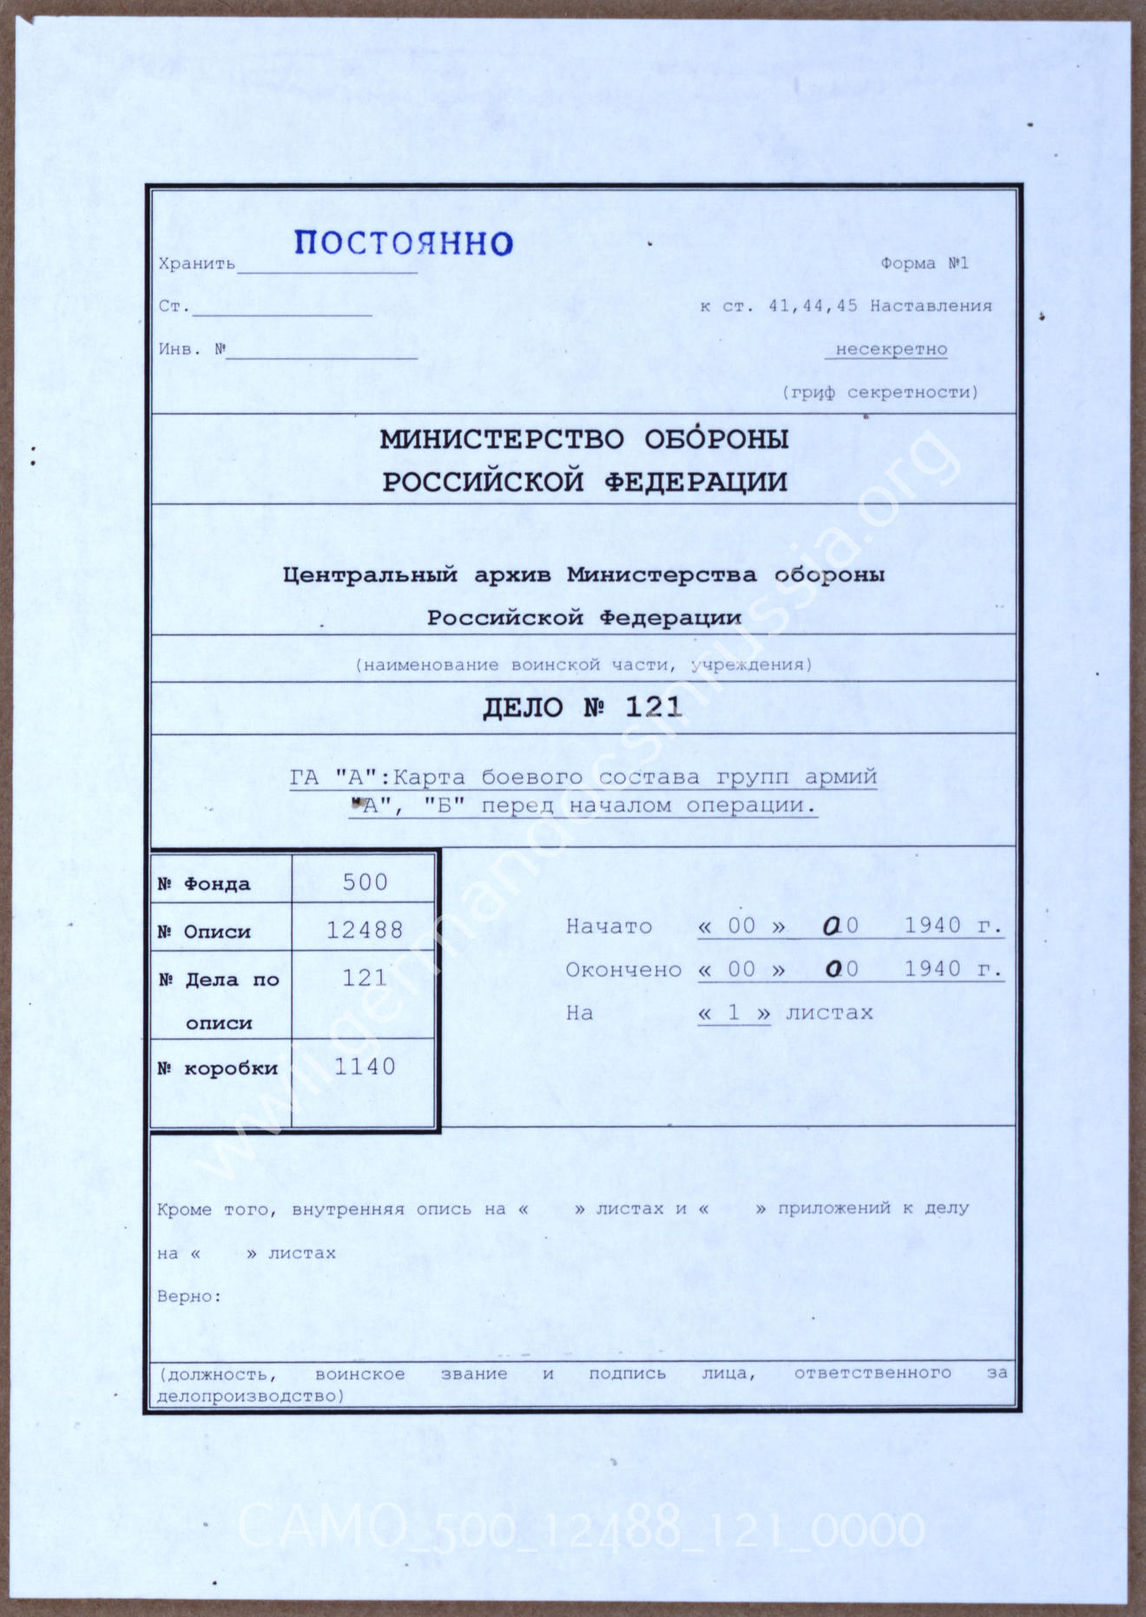 ПОСТОЯННО
Хранить
Форма №1
Ст.
к ст. 41,44,45 Наставления
Инв. №
несекретно
(гриф секретности)
МИНИСТЕРСТВО ОБОРОНЫ
РОССИЙСКОЙ ФЕДЕРАЦИИ
Центральный архив Министерства обороны
Российской Федерации
(наименование воинской части, учреждения)
ДЕЛО № 121
ГА "А":Карта боевого состава групп армий
"А", "Б" перед началом операции.
№ Фонда 500
№ Описи 12488
№ Дела по 121
описи
№ коробки 1140
Начато « 00 » 00 1940 г.
Окончено « 00 » 00 1940 г.
На « 1 » листах
Кроме того, внутренняя опись на « » листах и « » приложений к делу
на « » листах
Верно:
(должность, воинское звание и подпись лица, ответственного за
делопроизводство)
www.germandocsinrussia.org
CAMO_500_12488_121_0000